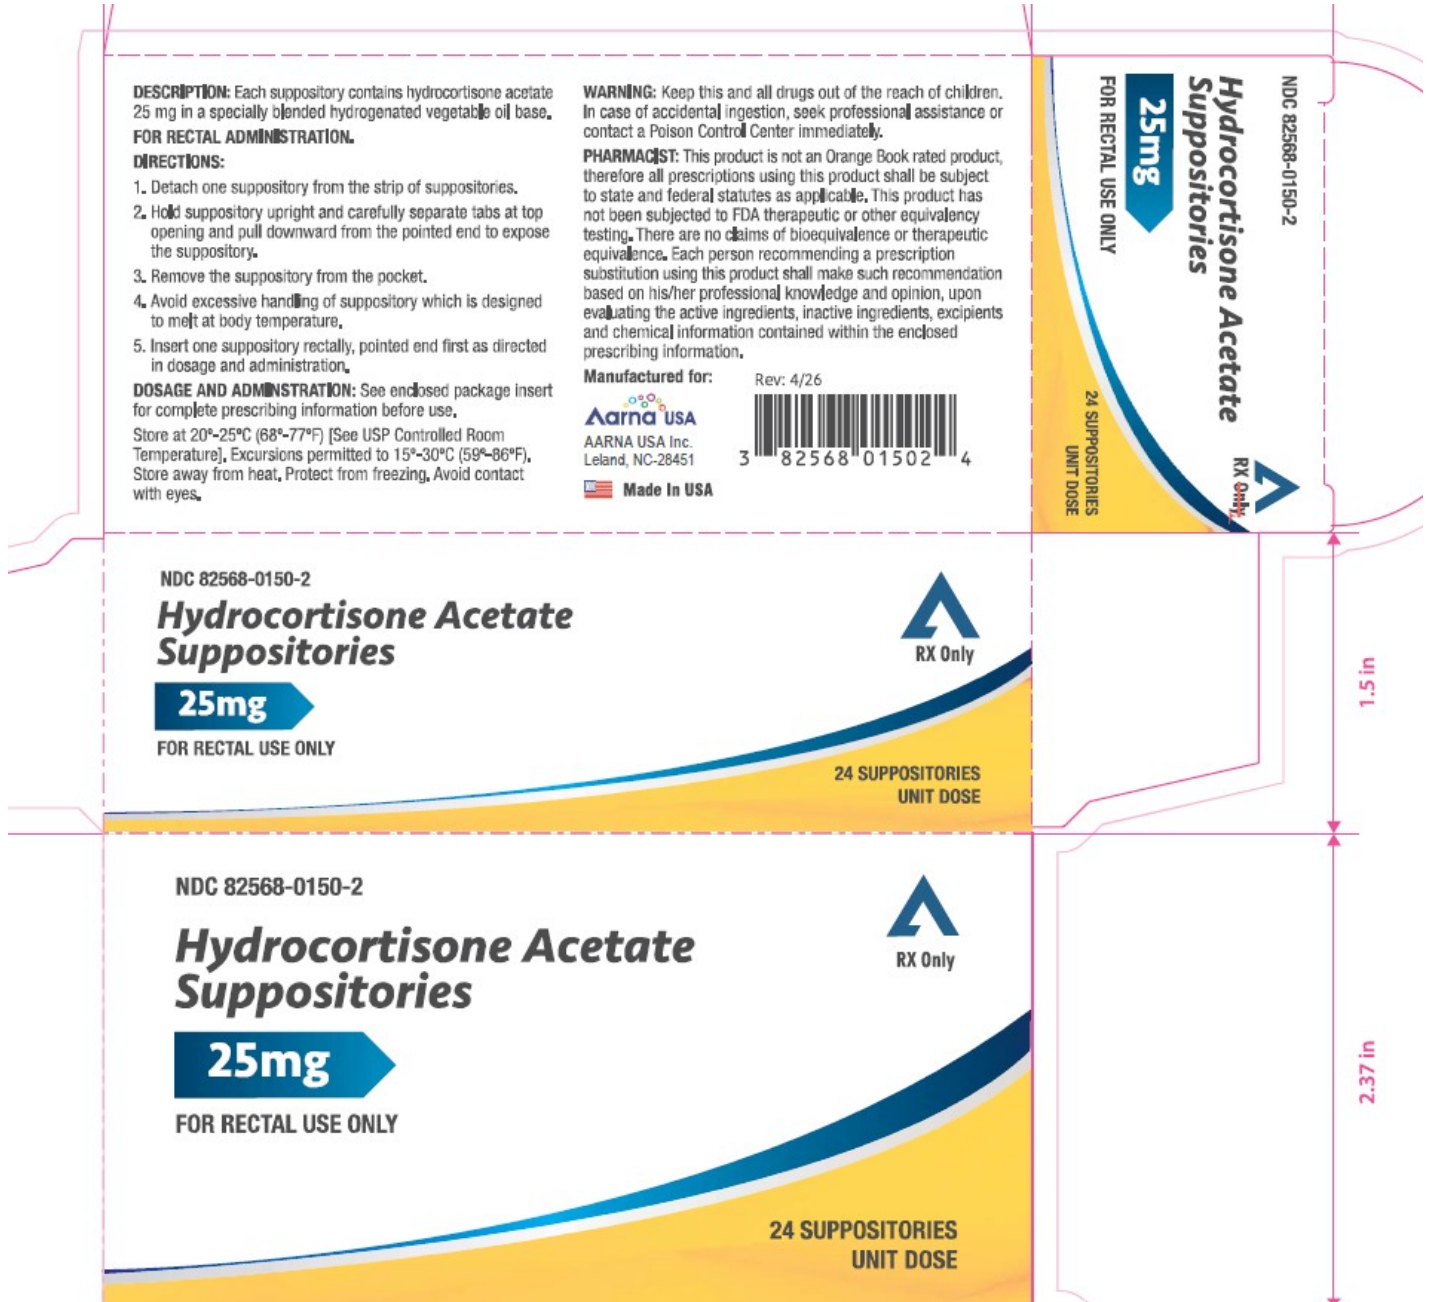 DESCRIPTION: Each suppository contains hydrocortisone acetate
25 mg in a specially blended hydrogenated vegetable oil base.
FOR RECTAL ADMINISTRATION.
DIRECTIONS:
1. Detach one suppository from the strip of suppositories.
2. Hold suppository upright and carefully separate tabs at top
opening and pull downward from the pointed end to expose
the suppository.
3. Remove the suppository from the pocket.
4. Avoid excessive handling of suppository which is designed
to melt at body temperature.
5. Insert one suppository rectally, pointed end first as directed
in dosage and administration.
DOSAGE AND ADMINSTRATION: See enclosed package insert
for complete prescribing information before use.
Store at 20°-25°C (68°-77°F) [See USP Controlled Room
Temperature]. Excursions permitted to 15°-30°C (59°-86°F).
Store away from heat. Protect from freezing. Avoid contact
with eyes.
WARNING: Keep this and all drugs out of the reach of children.
In case of accidental ingestion, seek professional assistance or
contact a Poison Control Center immediately.
PHARMACIST: This product is not an Orange Book rated product,
therefore all prescriptions using this product shall be subject
to state and federal statutes as applicable. This product has
not been subjected to FDA therapeutic or other equivalency
testing. There are no claims of bioequivalence or therapeutic
equivalence. Each person recommending a prescription
substitution using this product shall make such recommendation
based on his/her professional knowledge and opinion, upon
evaluating the active ingredients, inactive ingredients, excipients
and chemical information contained within the enclosed
prescribing information.
Manufactured for:
Aarna USA
AARNA USA Inc.
Leland, NC-28451
Made In USA
Rev: 4/26
3 82568 01502 4
NDC 82568-0150-2
Hydrocortisone Acetate
Suppositories
25mg
FOR RECTAL USE ONLY
RX Only
24 SUPPOSITORIES
UNIT DOSE
NDC 82568-0150-2
Hydrocortisone Acetate
Suppositories
25mg
FOR RECTAL USE ONLY
RX Only
24 SUPPOSITORIES
UNIT DOSE
1.5 in
NDC 82568-0150-2
Hydrocortisone Acetate
Suppositories
25mg
FOR RECTAL USE ONLY
RX Only
24 SUPPOSITORIES
UNIT DOSE
2.37 in